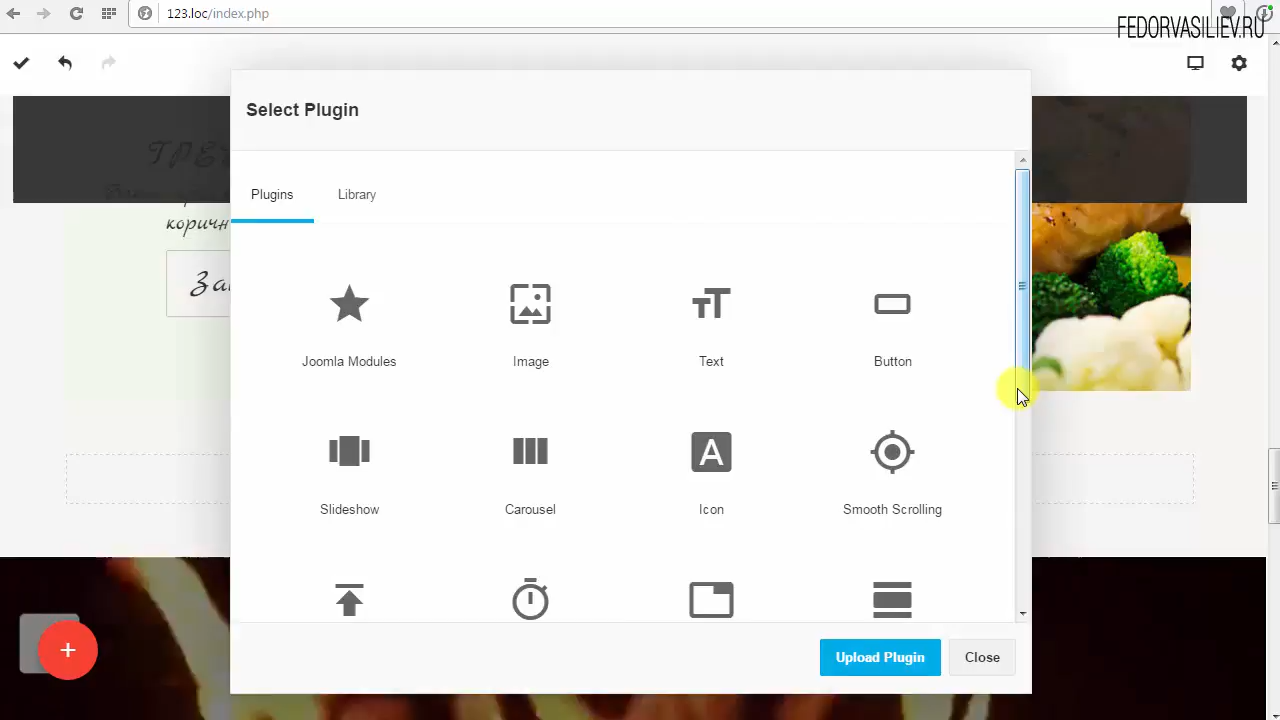 123.loc/index.php
FEDORVASILIEV.RU
Select Plugin
Plugins
Library
коричн
Joomla Modules
Image
Text
Button
Slideshow
Carousel
Icon
Smooth Scrolling
Upload Plugin
Close